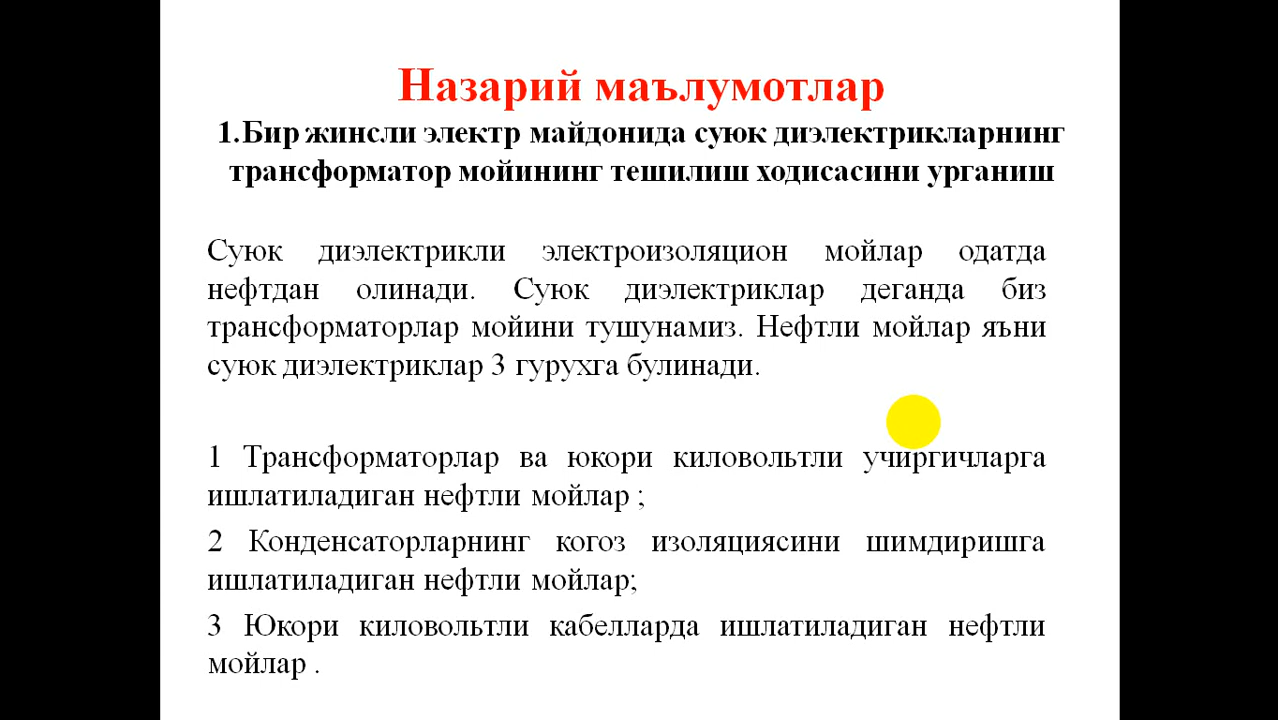 Назарий маълумотлар
1.Бир жинсли электр майдонида суюк диэлектрикларнинг
трансформатор мойининг тешилиш ходисасини урганиш
Суюк диэлектрикли электроизоляцион мойлар одатда
нефтдан олинади. Суюк диэлектриклар деганда биз
трансформаторлар мойини тушунамиз. Нефтли мойлар яъни
суюк диэлектриклар 3 гурухга булинади.
1 Трансформаторлар ва юкори киловольтли учиргичларга
ишлатиладиган нефтли мойлар ;
2 Конденсаторларнинг когоз изоляциясини шимдиришга
ишлатиладиган нефтли мойлар;
3 Юкори киловольтли кабелларда ишлатиладиган нефтли
мойлар .